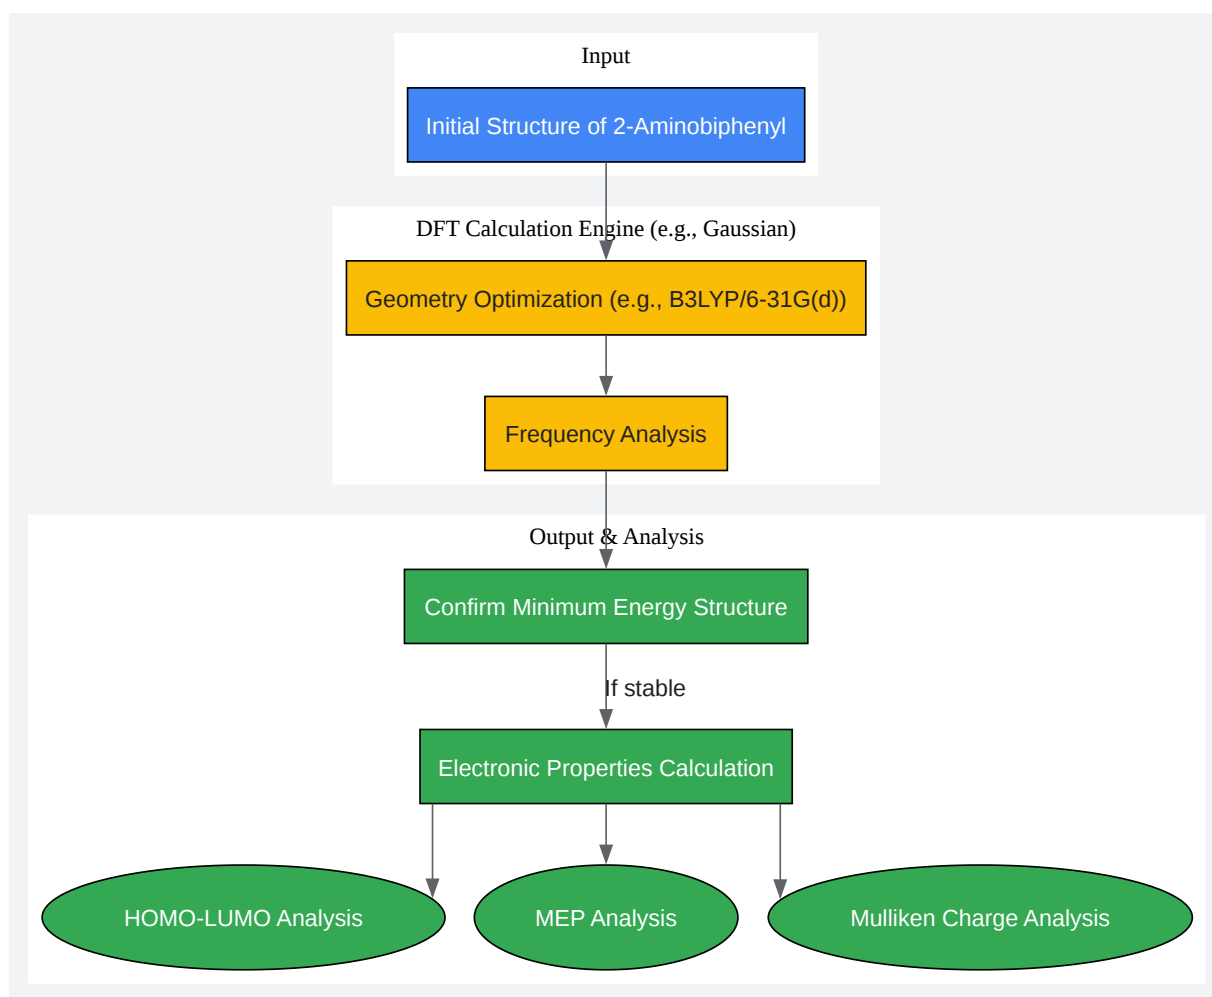 Input
Initial Structure of 2-Aminobiphenyl
DFT Calculation Engine (e.g., Gaussian)
Geometry Optimization (e.g., B3LYP/6-31G(d))
Frequency Analysis
Output & Analysis
Confirm Minimum Energy Structure
If stable
Electronic Properties Calculation
HOMO-LUMO Analysis
MEP Analysis
Mulliken Charge Analysis